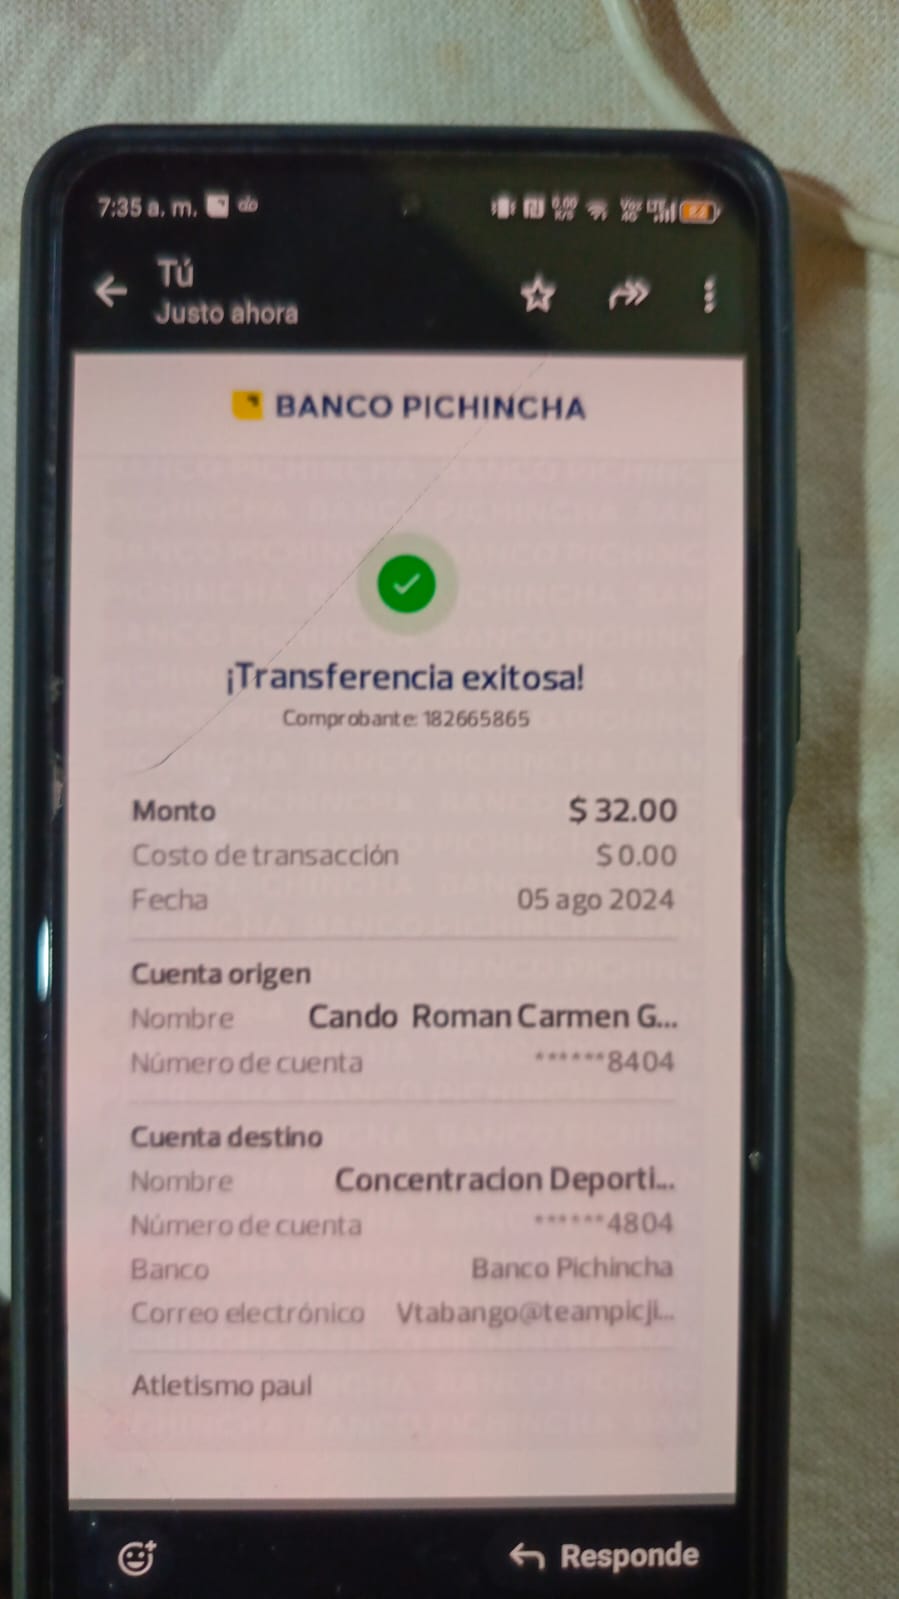 7:35 a. m.
Tú
Justo ahora
BANCO PICHINCHA
¡Transferencia exitosa!
Comprobante: 182665865
Monto $ 32.00
Costo de transacción $ 0.00
Fecha 05 ago 2024
Cuenta origen
Nombre Cando Roman Carmen G...
Número de cuenta ******8404
Cuenta destino
Nombre Concentracion Deporti...
Número de cuenta ******4804
Banco Banco Pichincha
Correo electrónico Vtabango@teampicji...
Atletismo paul
Responde